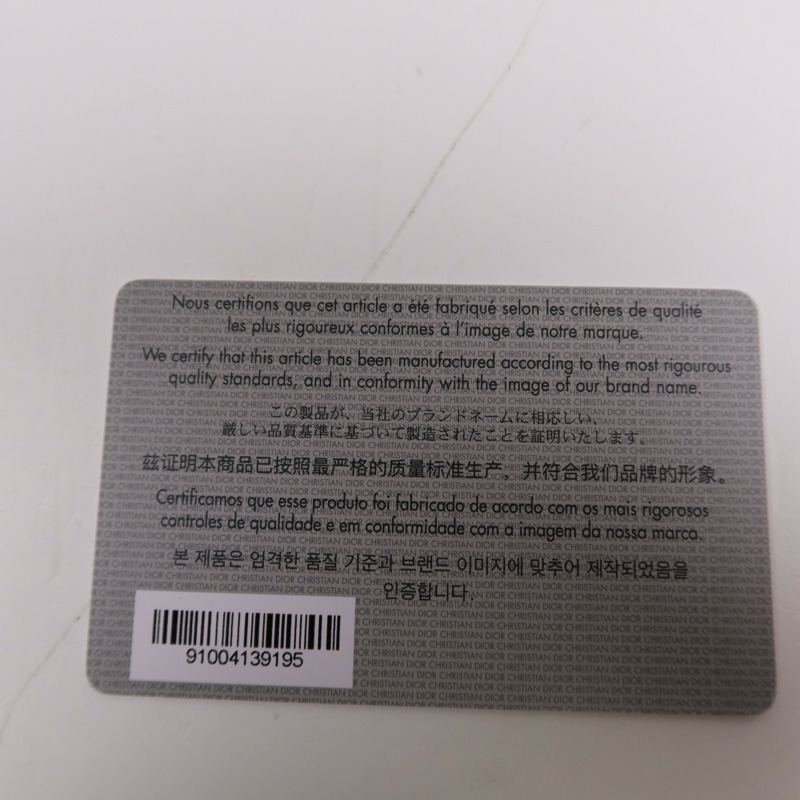 Nous certifions que cet article a été fabriqué selon les critères de qualité
les plus rigoureux conformes à l'image de notre marque.
We certify that this article has been manufactured according to the most rigourous
quality standards, and in conformity with the image of our brand name.
この製品が、当社のブランドネームに相応しい、
厳しい品質基準に基づいて製造されたことを証明いたします。
兹证明本商品已按照最严格的质量标准生产，并符合我们品牌的形象。
Certificamos que esse produto foi fabricado de acordo com os mais rigorosos
controles de qualidade e em conformidade com a imagem da nossa marca.
본 제품은 엄격한 품질 기준과 브랜드 이미지에 맞추어 제작되었음을
인증합니다.
91004139195